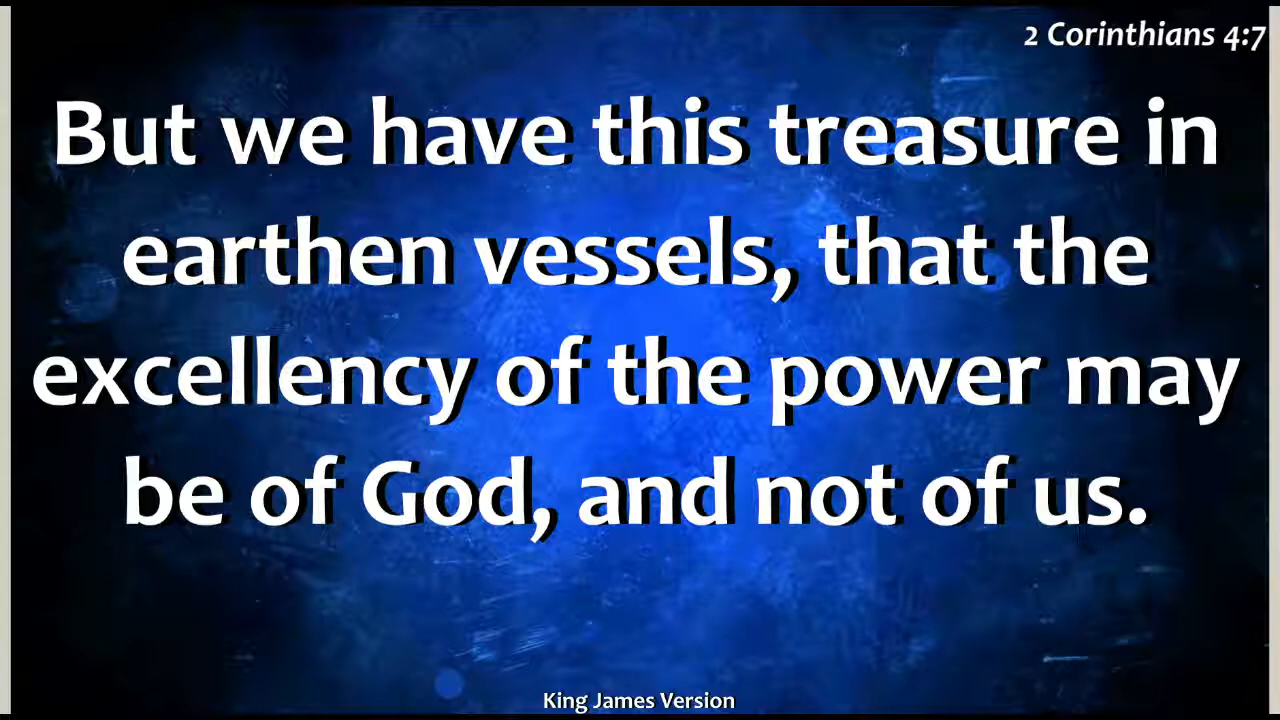 2 Corinthians 4:7
But we have this treasure in
earthen vessels, that the
excellency of the power may
be of God, and not of us.
King James Version